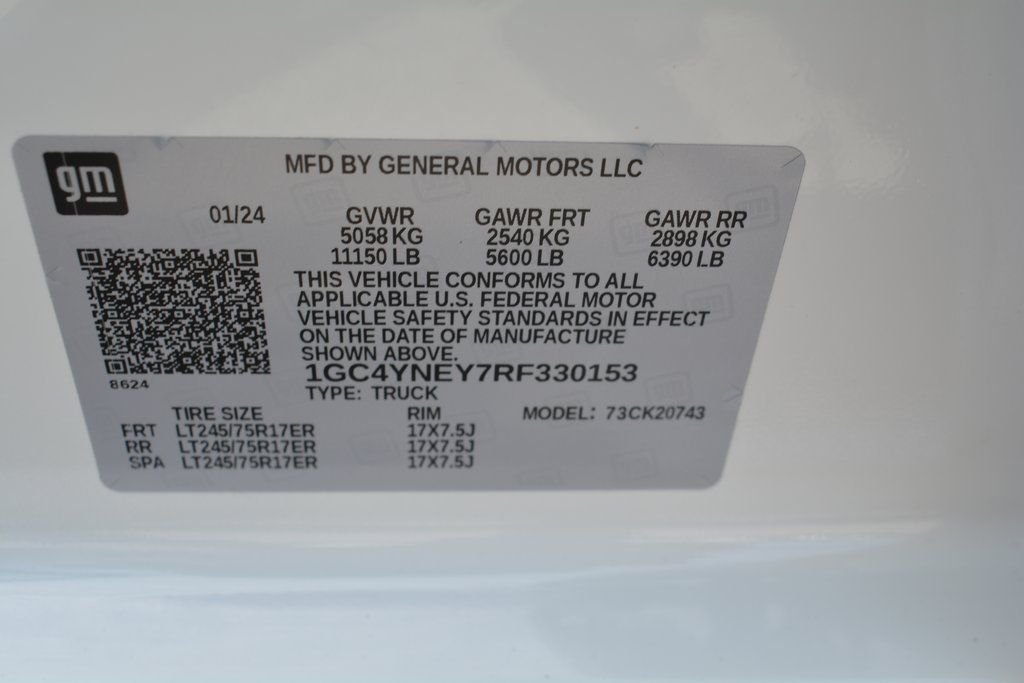 gm
MFD BY GENERAL MOTORS LLC
01/24 GVWR GAWR FRT GAWR RR
5058 KG 2540 KG 2898 KG
11150 LB 5600 LB 6390 LB
THIS VEHICLE CONFORMS TO ALL
APPLICABLE U.S. FEDERAL MOTOR
VEHICLE SAFETY STANDARDS IN EFFECT
ON THE DATE OF MANUFACTURE
SHOWN ABOVE.
1GC4YNEY7RF330153
8624
TYPE: TRUCK
TIRE SIZE RIM MODEL: 73CK20743
FRT LT245/75R17ER 17X7.5J
RR LT245/75R17ER 17X7.5J
SPA LT245/75R17ER 17X7.5J